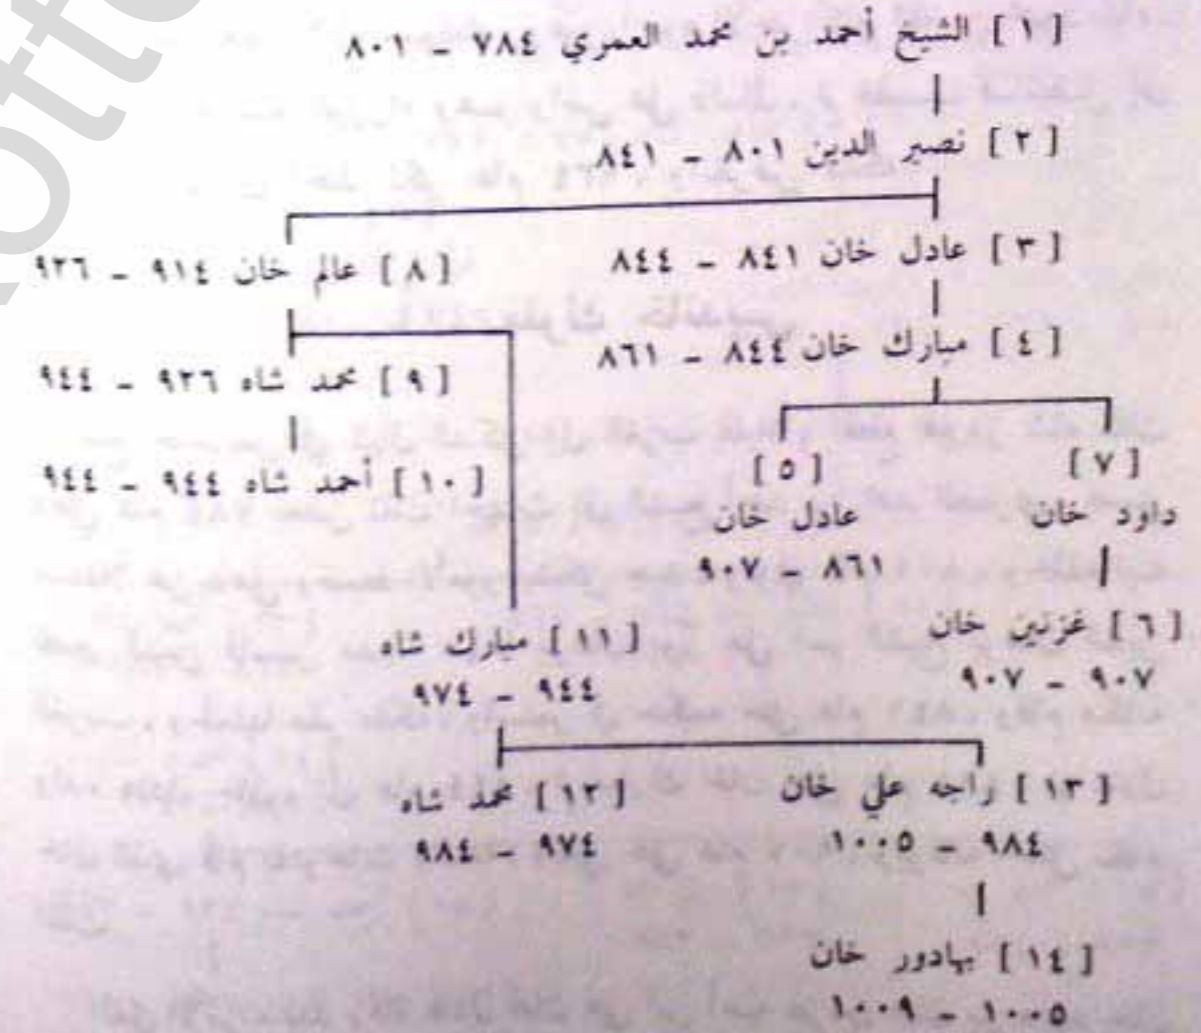 [ ١ ] الشيخ أحمد بن محمد العمري ٧٨٤ - ٨٠١
[ ٢ ] نصير الدين ٨٠١ - ٨٤١
[ ٣ ] عادل خان ٨٤١ - ٨٤٤
[ ٨ ] عالم خان ٩١٤ - ٩٢٦
[ ٤ ] مبارك خان ٨٤٤ - ٨٦١
[ ٩ ] محمد شاه ٩٢٦ - ٩٤٤
[ ٧ ]
داود خان
[ ٥ ]
عادل خان
٨٦١ - ٩٠٧
[ ١٠ ] أحمد شاه ٩٤٤ - ٩٤٤
[ ٦ ] غزنين خان
٩٠٧ - ٩٠٧
[ ١١ ] مبارك شاه
٩٤٤ - ٩٧٤
[ ١٣ ] راجه علي خان
٩٨٤ - ١٠٠٥
[ ١٢ ] محمد شاه
٩٧٤ - ٩٨٤
[ ١٤ ] بهادور خان
١٠٠٥ - ١٠٠٩